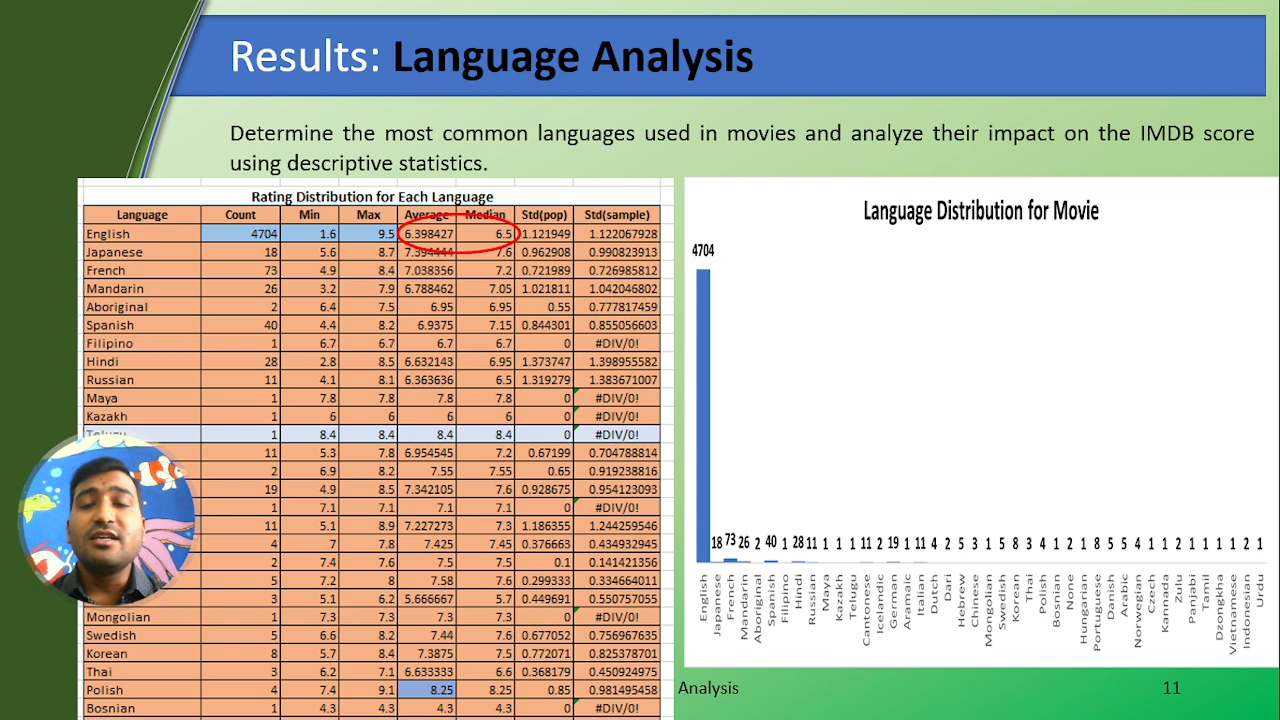 Results: Language Analysis
Determine the most common languages used in movies and analyze their impact on the IMDB score
using descriptive statistics.
Rating Distribution for Each Language
Language Count Min Max Average Median Std(pop) Std(sample)
English 4704 1.6 9.5 6.398427 6.5 1.121949 1.122067928
Japanese 18 5.6 8.7 7.394444 7.6 0.962908 0.990823913
French 73 4.9 8.4 7.038356 7.2 0.721989 0.726985812
Mandarin 26 3.2 7.9 6.788462 7.05 1.021811 1.042046802
Aboriginal 2 6.4 7.5 6.95 6.95 0.55 0.777817459
Spanish 40 4.4 8.2 6.9375 7.15 0.844301 0.855056603
Filipino 1 6.7 6.7 6.7 6.7 0 #DIV/0!
Hindi 28 2.8 8.5 6.632143 6.95 1.373747 1.398955582
Russian 11 4.1 8.1 6.363636 6.5 1.319279 1.383671007
Maya 1 7.8 7.8 7.8 7.8 0 #DIV/0!
Kazakh 1 6 6 6 6 0 #DIV/0!
Telugu 1 8.4 8.4 8.4 8.4 0 #DIV/0!
11 5.3 7.8 6.954545 7.2 0.67199 0.704788814
2 6.9 8.2 7.55 7.55 0.65 0.919238816
19 4.9 8.5 7.342105 7.6 0.928675 0.954123093
1 7.1 7.1 7.1 7.1 0 #DIV/0!
11 5.1 8.9 7.227273 7.3 1.186355 1.244259546
4 7 7.8 7.425 7.45 0.376663 0.434932945
2 7.4 7.6 7.5 7.5 0.1 0.141421356
5 7.2 8 7.58 7.6 0.299333 0.334664011
3 5.1 6.2 5.666667 5.7 0.449691 0.550757055
Mongolian 1 7.3 7.3 7.3 7.3 0 #DIV/0!
Swedish 5 6.6 8.2 7.44 7.6 0.677052 0.756967635
Korean 8 5.7 8.4 7.3875 7.5 0.772071 0.825378701
Thai 3 6.2 7.1 6.633333 6.6 0.368179 0.450924975
Polish 4 7.4 9.1 8.25 8.25 0.85 0.981495458
Bosnian 1 4.3 4.3 4.3 4.3 0 #DIV/0!
Language Distribution for Movie
4704
18 73 26 2 40 1 28 11 1 1 1 11 2 19 1 11 4 2 5 3 1 5 8 3 4 1 2 1 8 5 5 4 1 1 2 1 1 1 1 2 1
English
Japanese
French
Mandarin
Aboriginal
Spanish
Filipino
Hindi
Russian
Maya
Kazakh
Telugu
Cantonese
Icelandic
German
Aramaic
Italian
Dutch
Dari
Hebrew
Chinese
Mongolian
Swedish
Korean
Thai
Polish
Bosnian
None
Hungarian
Portuguese
Danish
Arabic
Norwegian
Czech
Kannada
Zulu
Panjabi
Tamil
Dzongkha
Vietnamese
Indonesian
Urdu
Analysis
11